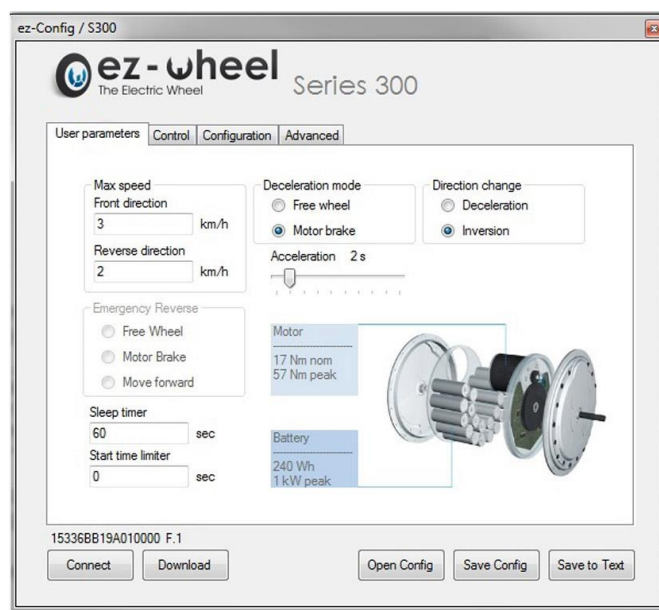 ez-Config / S300
ez-wheel
The Electric Wheel
Series 300
User parameters Control Configuration Advanced
Max speed
Front direction
3 km/h
Reverse direction
2 km/h
Deceleration mode
Free wheel
Motor brake
Direction change
Deceleration
Inversion
Acceleration 2 s
Emergency Reverse
Free Wheel
Motor Brake
Move forward
Motor
17 Nm nom
57 Nm peak
Sleep timer
60 sec
Start time limiter
0 sec
Battery
240 Wh
1 kW peak
15336BB19A010000 F.1
Connect Download Open Config Save Config Save to Text